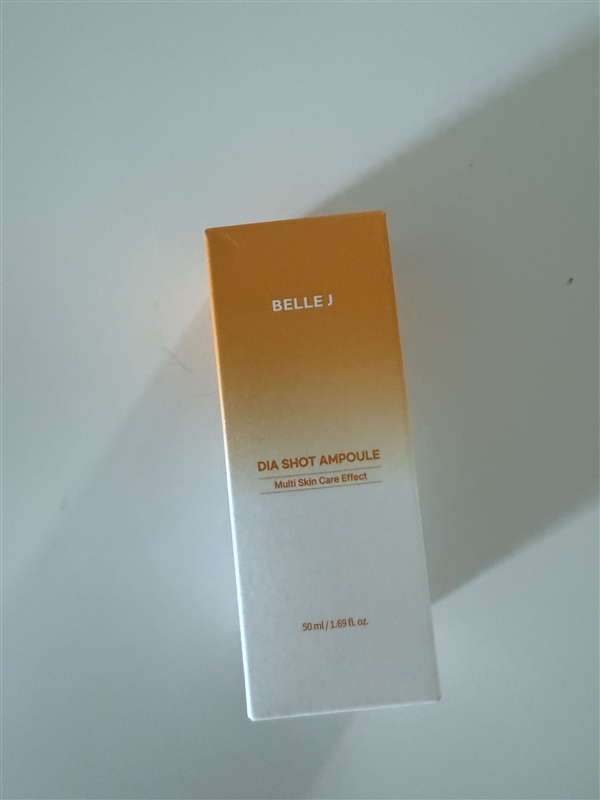 BELLE J
DIA SHOT AMPOULE
Multi Skin Care Effect
50 ml / 1.69 fl. oz.